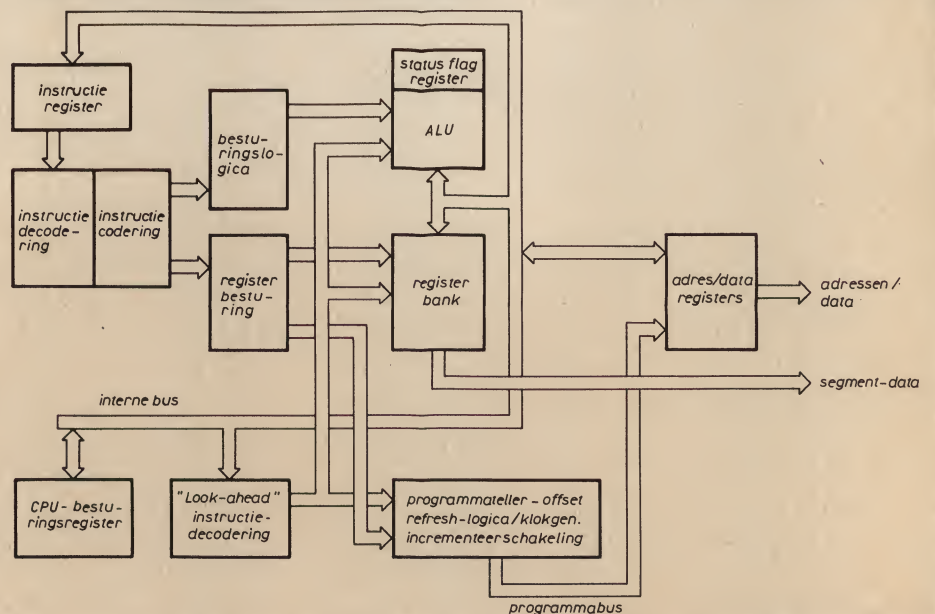 status flag
register
instructie
register
bestu-
ringslo-
gica
ALU
instructie
decode-
ring
instructie
codering
register
bestu-
ring
register
bank
adres/data
registers
adressen/
data
segment-data
interne bus
CPU-bestu-
ringsregister
"Look-ahead"
instructie-
decodering
programmateller-offset
refresh-logica/klokgen.
incrementeerschakeling
programmabus